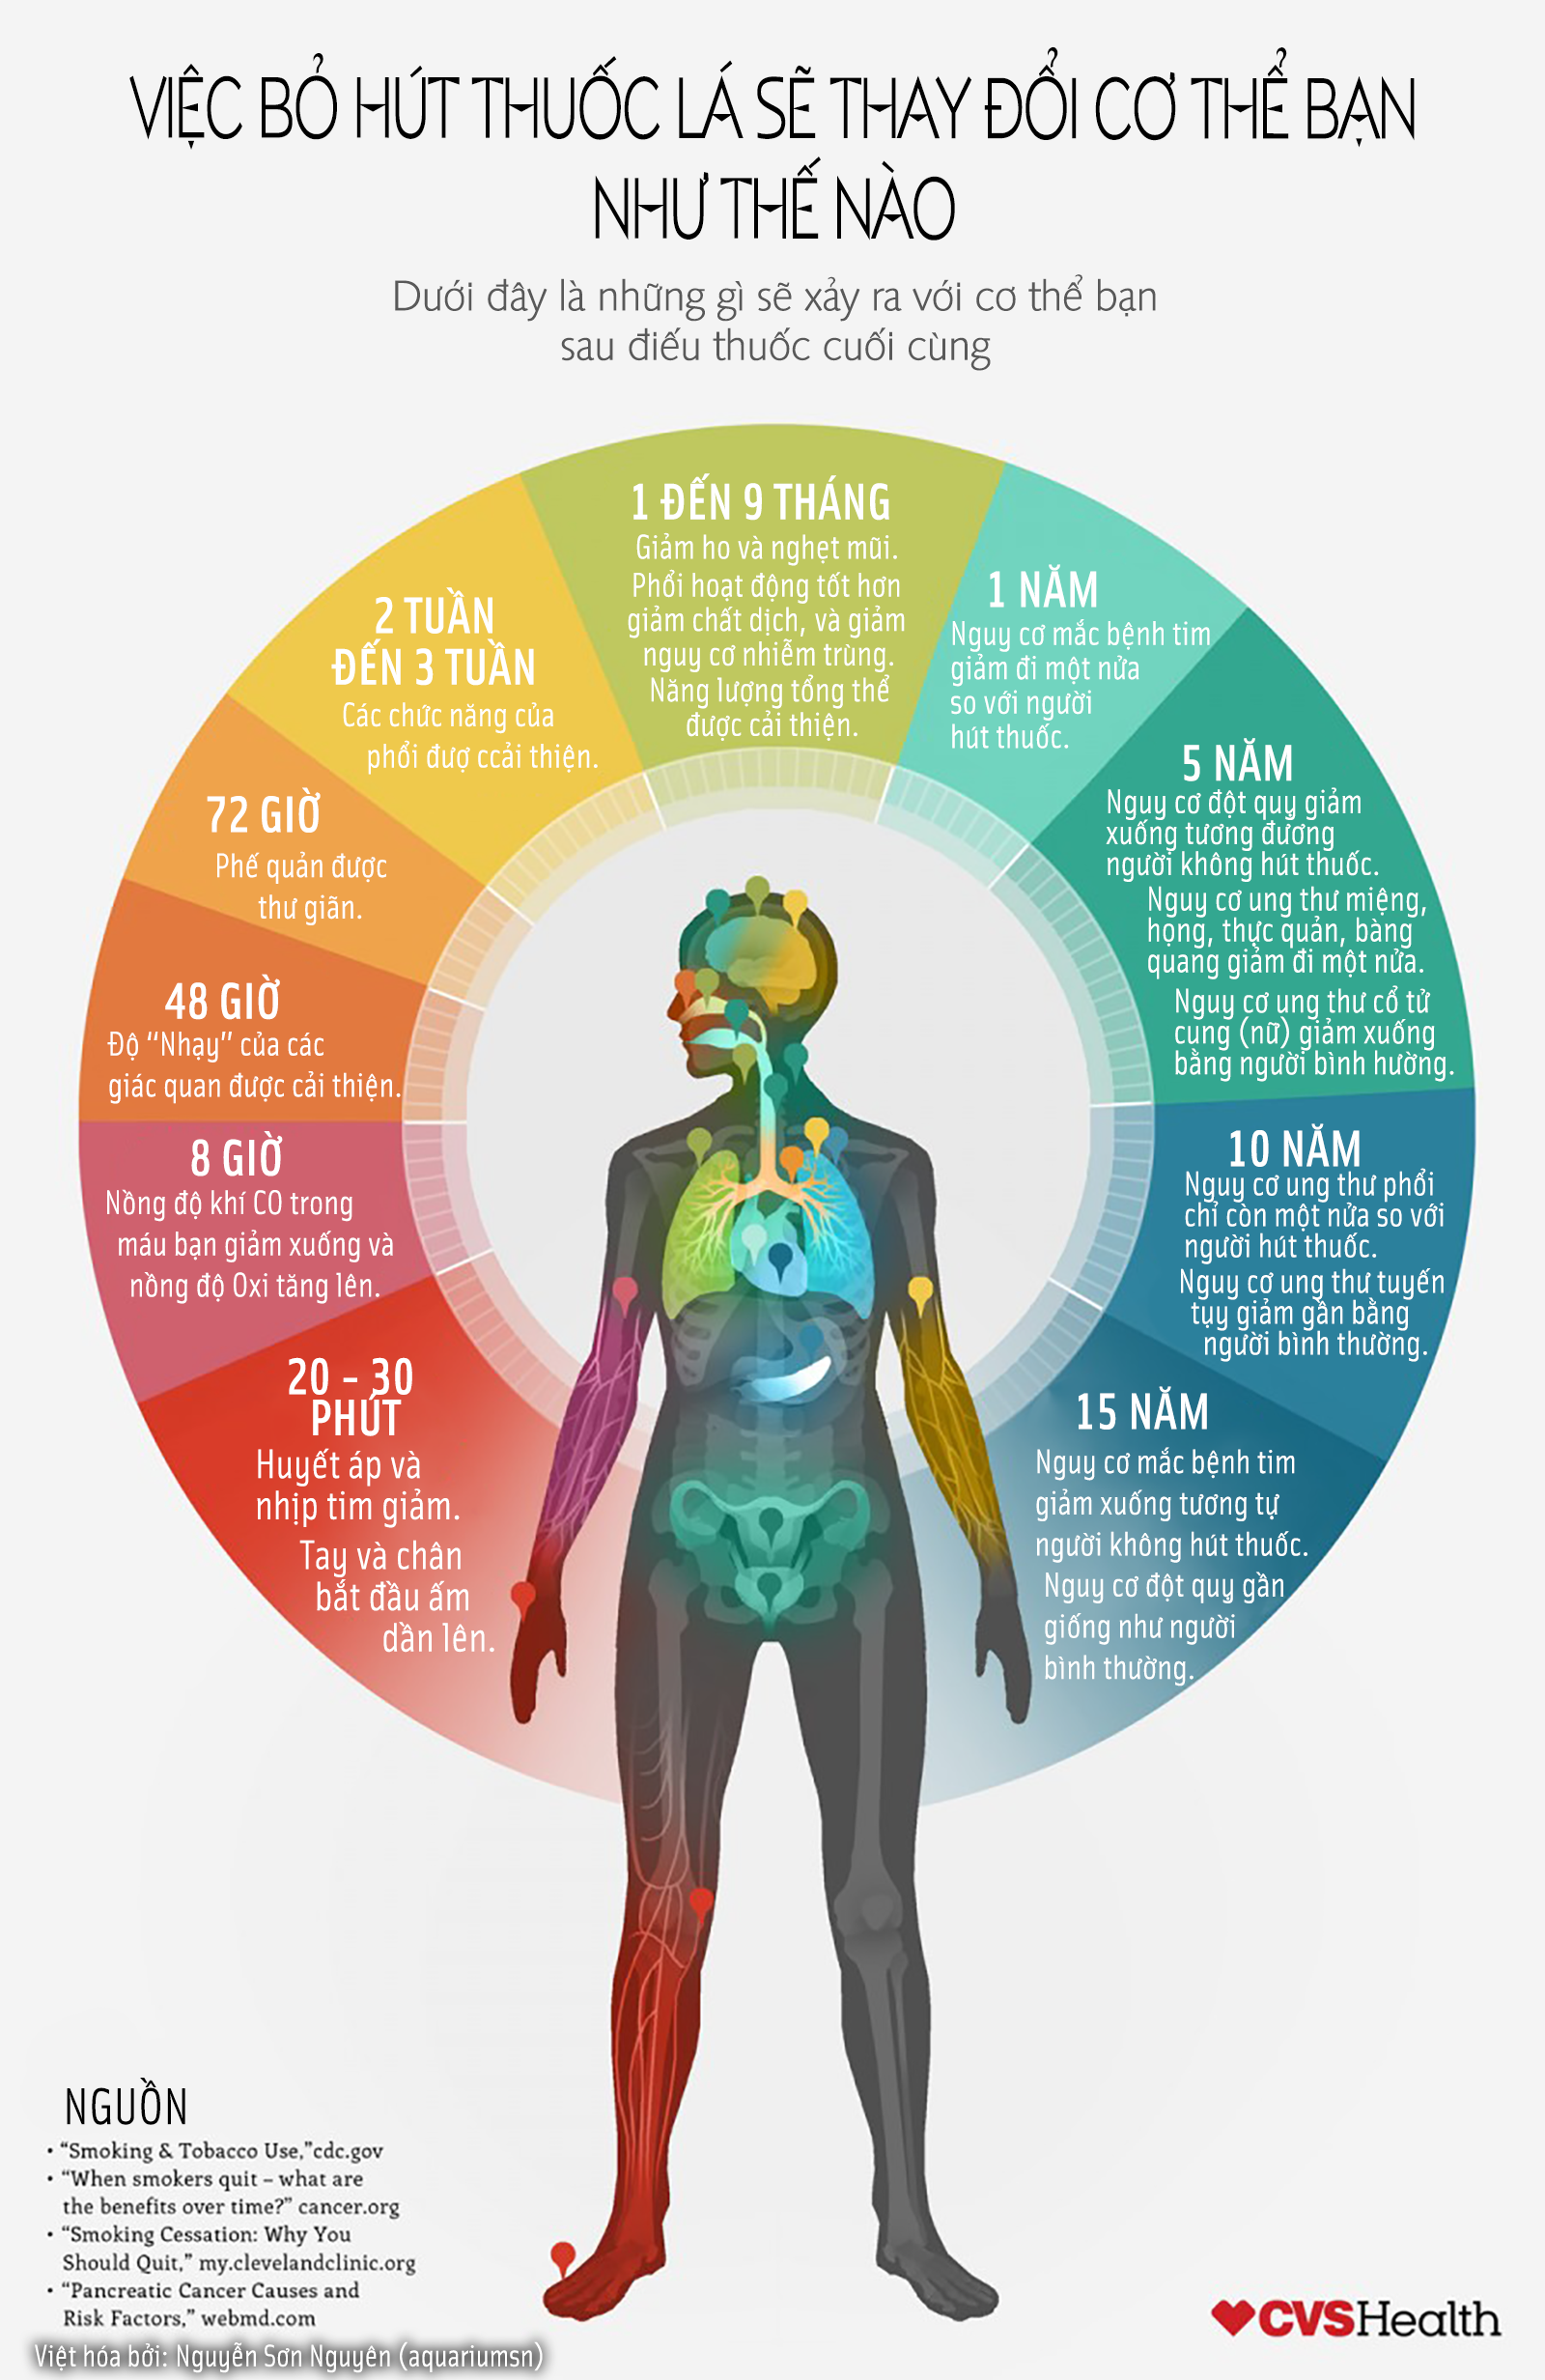 VIỆC BỎ HÚT THUỐC LÁ SẼ THAY ĐỔI CƠ THỂ BẠN
NHƯ THẾ NÀO
Dưới đây là những gì sẽ xảy ra với cơ thể bạn
sau điếu thuốc cuối cùng
20 - 30
PHÚT
Huyết áp và
nhịp tim giảm.
Tay và chân
bắt đầu ấm
dần lên.
8 GIỜ
Nồng độ khí CO trong
máu bạn giảm xuống và
nồng độ Oxi tăng lên.
48 GIỜ
Độ “Nhạy” của các
giác quan được cải thiện.
72 GIỜ
Phế quản được
thư giãn.
2 TUẦN
ĐẾN 3 TUẦN
Các chức năng của
phổi đượ ccải thiện.
1 ĐẾN 9 THÁNG
Giảm ho và nghẹt mũi.
Phổi hoạt động tốt hơn
giảm chất dịch, và giảm
nguy cơ nhiễm trùng.
Năng lượng tổng thể
được cải thiện.
1 NĂM
Nguy cơ mắc bệnh tim
giảm đi một nửa
so với người
hút thuốc.
5 NĂM
Nguy cơ đột quy giảm
xuống tương đương
người không hút thuốc.
Nguy cơ ung thư miệng,
họng, thực quản, bàng
quang giảm đi một nửa.
Nguy cơ ung thư cổ tử
cung (nữ) giảm xuống
bằng người bình hường.
10 NĂM
Nguy cơ ung thư phổi
chỉ còn một nửa so với
người hút thuốc.
Nguy cơ ung thư tuyến
tụy giảm gần bằng
người bình thường.
15 NĂM
Nguy cơ mắc bệnh tim
giảm xuống tương tự
người không hút thuốc.
Nguy cơ đột quy gần
giống như người
bình thường.
NGUỒN
• “Smoking & Tobacco Use,”cdc.gov
• “When smokers quit – what are
the benefits over time?” cancer.org
• “Smoking Cessation: Why You
Should Quit,” my.clevelandclinic.org
• “Pancreatic Cancer Causes and
Risk Factors,” webmd.com
Việt hóa bởi: Nguyễn Sơn Nguyên (aquariumsn)
CVSHealth